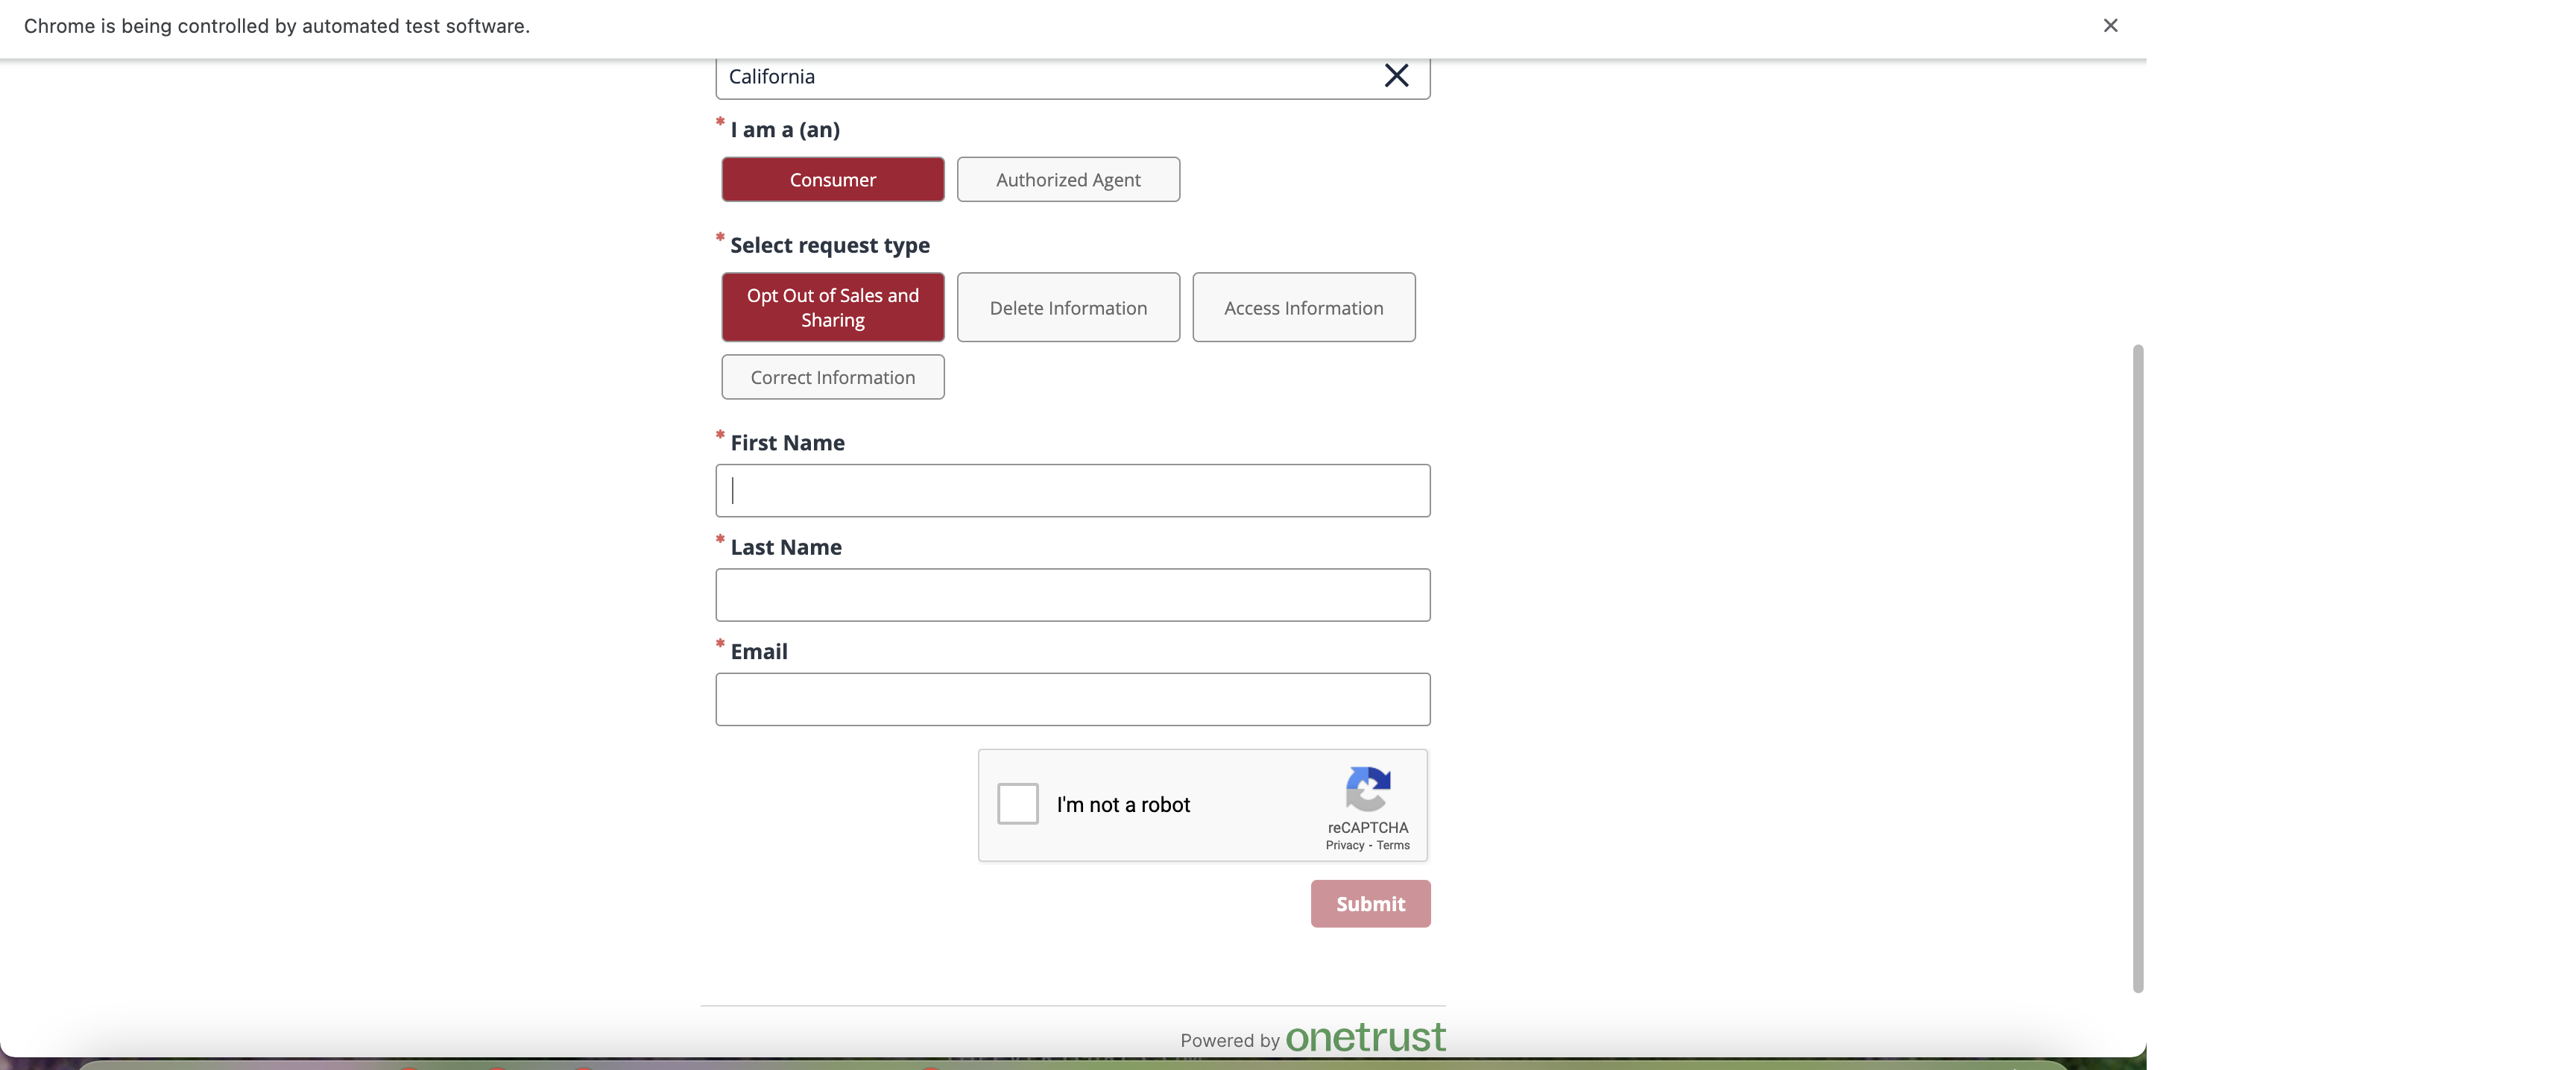 Chrome is being controlled by automated test software.
California
* I am a (an)
Consumer
Authorized Agent
* Select request type
Opt Out of Sales and
Sharing
Delete Information
Access Information
Correct Information
* First Name
* Last Name
* Email
I'm not a robot
reCAPTCHA
Privacy - Terms
Submit
Powered by onetrust